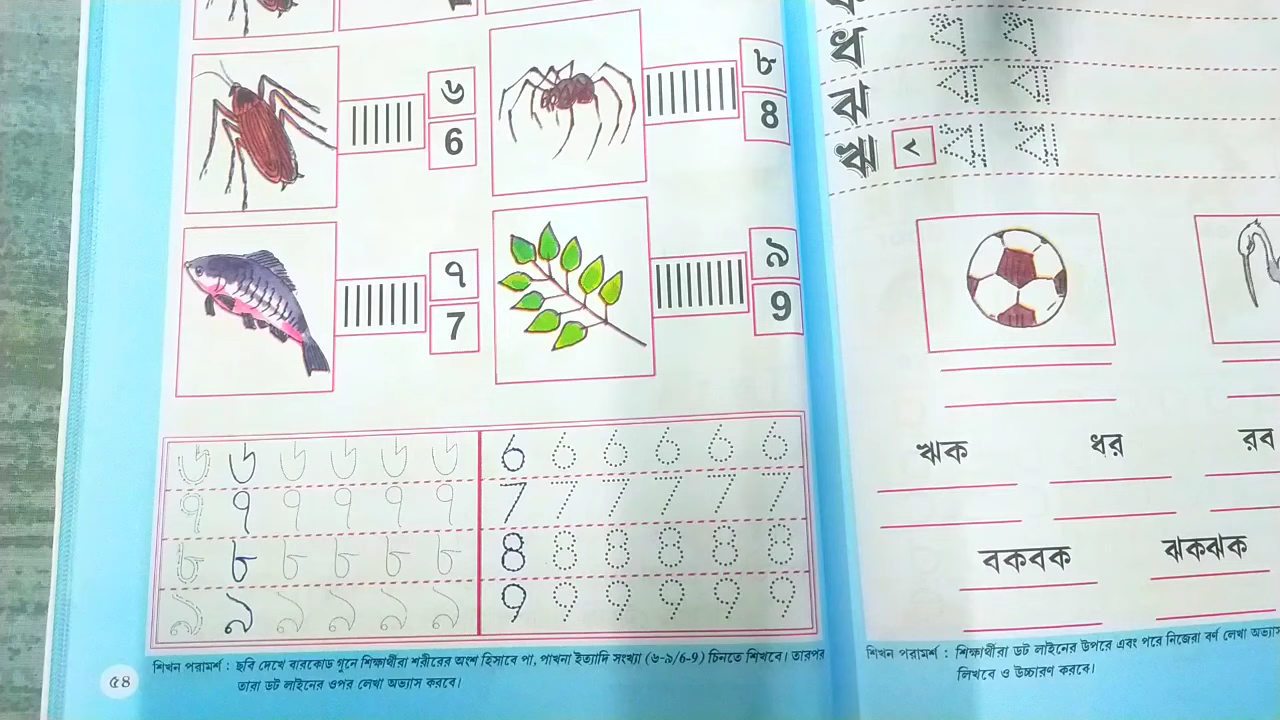 ৬
6
৮
8
৭
7
৯
9
৬ ৬ ৬ ৬ ৬ ৬ 6 6 6 6 6 6
৭ ৭ ৭ ৭ ৭ ৭ 7 7 7 7 7 7
৮ ৮ ৮ ৮ ৮ ৮ 8 8 8 8 8 8
৯ ৯ ৯ ৯ ৯ ৯ 9 9 9 9 9 9
শিখন পরামর্শ : ছবি দেখে বারকোড গুনে শিক্ষার্থীরা শরীরের অংশ হিসাবে পা, পাখনা ইত্যাদি সংখ্যা (৬-৯/6-9) চিনতে শিখবে। তারপর
তারা ডট লাইনের ওপর লেখা অভ্যাস করবে।
৫৪
ধ ধ ধ
ঝ ঝ ঝ
ঋ ঋ ঋ
ঋক ধর রব
বকবক ঝকঝক
শিখন পরামর্শ : শিক্ষার্থীরা ডট লাইনের উপরে এবং পরে নিজেরা বর্ণ লেখা
লিখবে ও উচ্চারণ করবে।